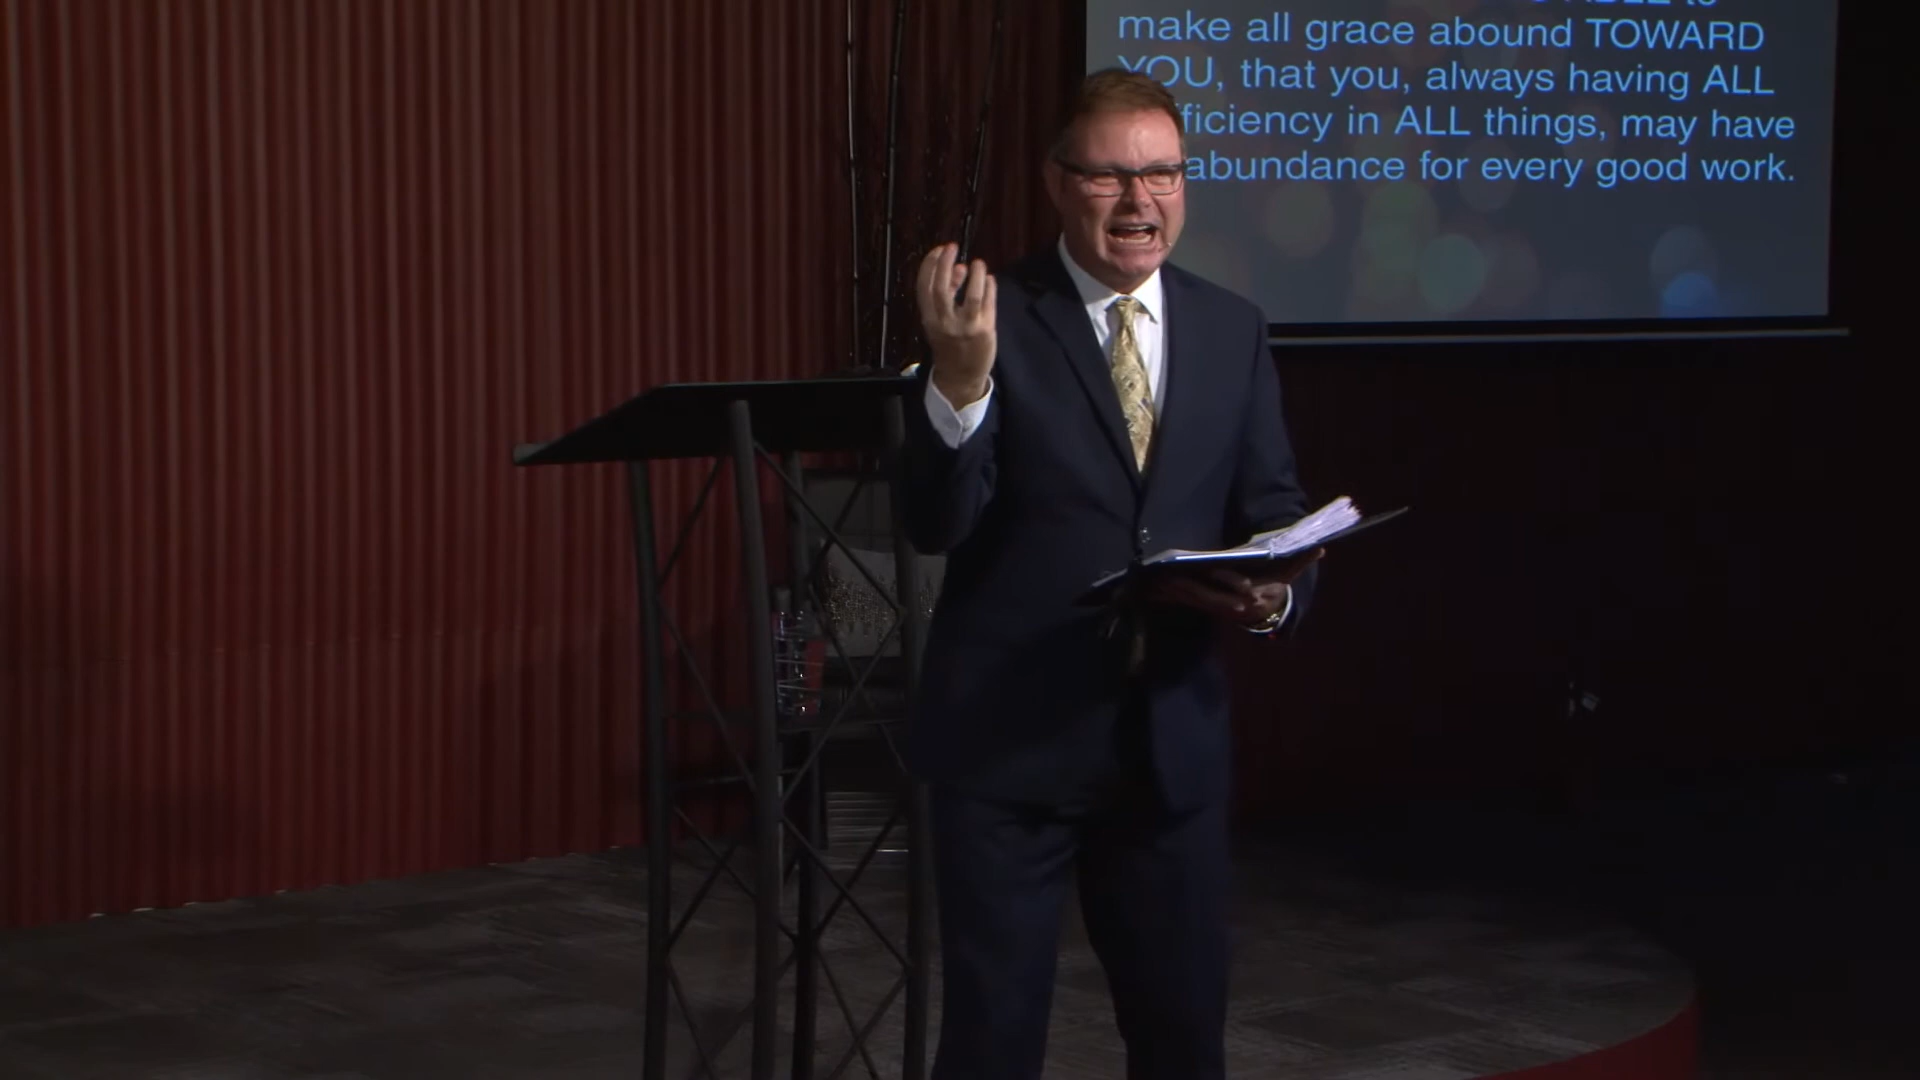 make all grace abound TOWARD
YOU, that you, always having ALL
ficiency in ALL things, may have
abundance for every good work.